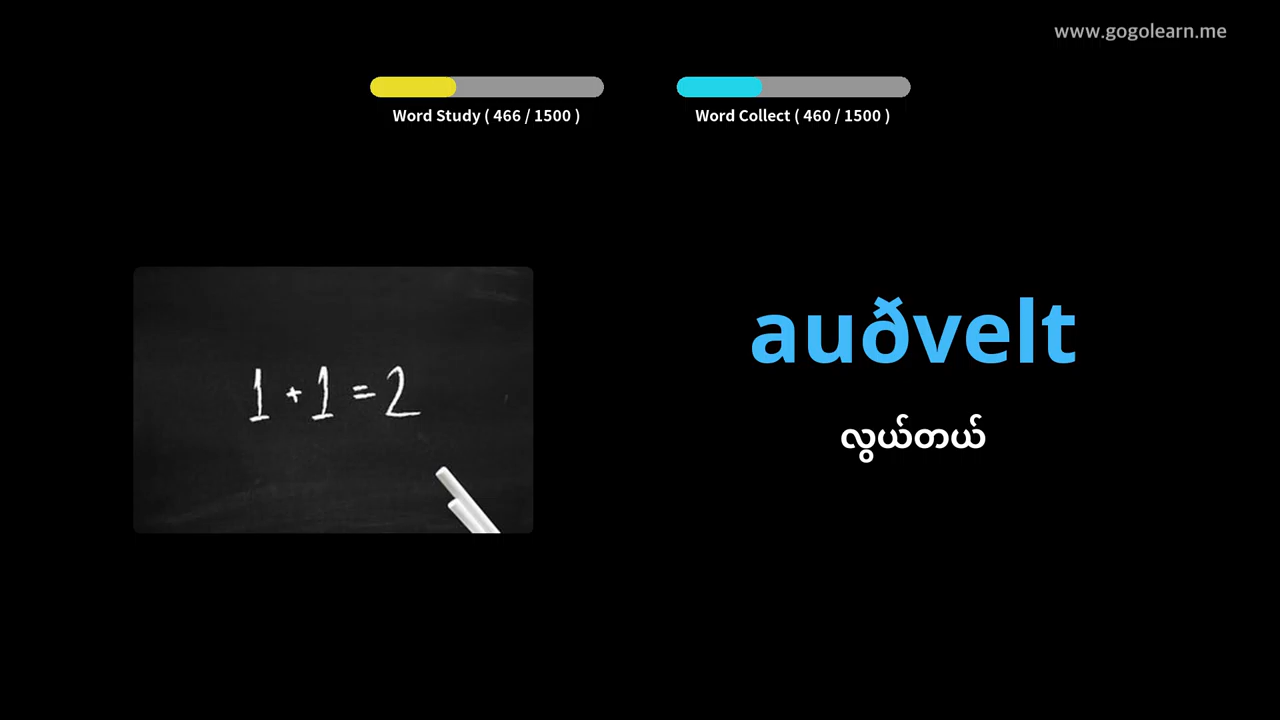 www.gogolearn.me
Word Study ( 466 / 1500 )
Word Collect ( 460 / 1500 )
1 + 1 = 2
auðvelt
လွယ်တယ်